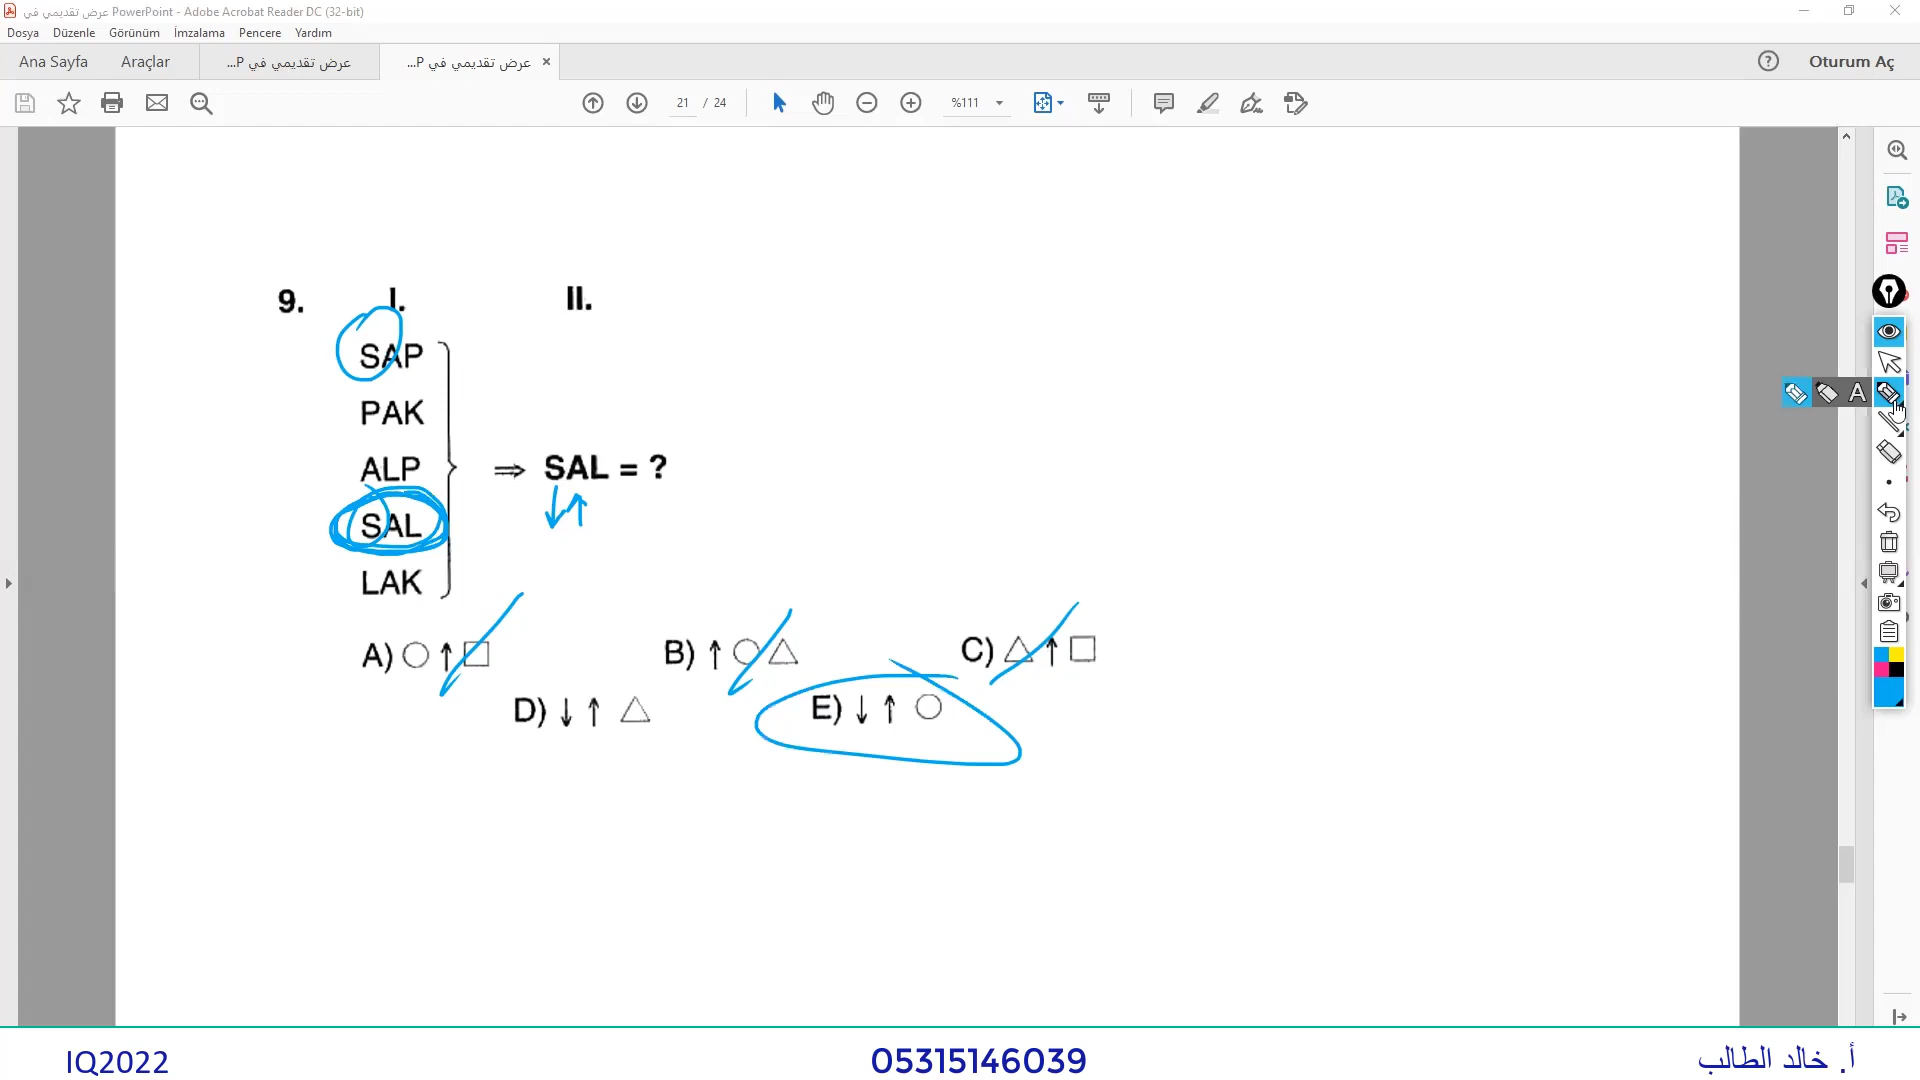 عرض تقديمي في PowerPoint - Adobe Acrobat Reader DC (32-bit)
Dosya Düzenle Görünüm İmzalama Pencere Yardım
Ana Sayfa Araçlar عرض تقديمي في P... عرض تقديمي في P... × ? Oturum Aç
21 / 24 %111
9. I. II.
SAP
PAK
ALP
⇒ SAL = ?
↓↑
SAL
LAK
A) ○ ↑ □ B) ↑ ○ △ C) △ ↑ □
D) ↓ ↑ △ E) ↓ ↑ ○
A
IQ2022 05315146039 أ. خالد الطالب